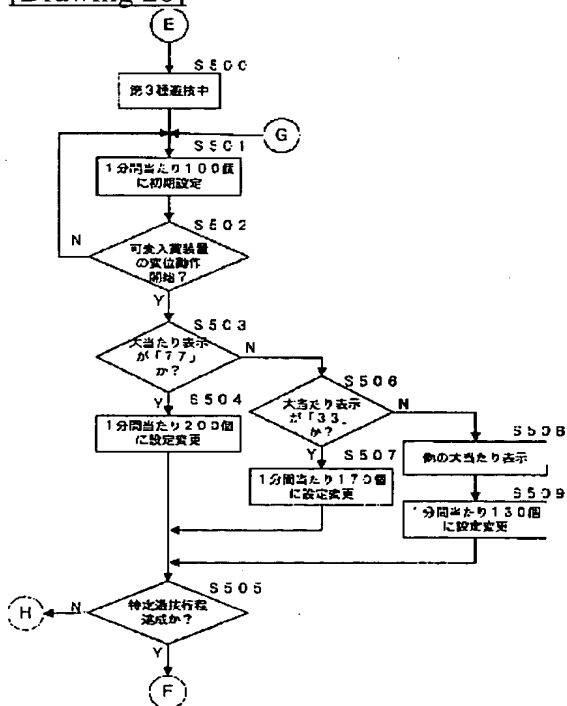 [Drawing 28]
E
S500
第3種遊技中
G
S501
1分間当たり100個
に初期設定
S502
N
可変入賞装置
の変位動作
開始?
Y
S503
大当たり表示
が「77」
か?
N
Y
S504
1分間当たり200個
に設定変更
S506
大当たり表示
が「33」
か?
N
Y
S507
1分間当たり170個
に設定変更
S508
他の大当たり表示
S509
1分間当たり130個
に設定変更
S505
特定遊技行程
達成か?
N
H
Y
F